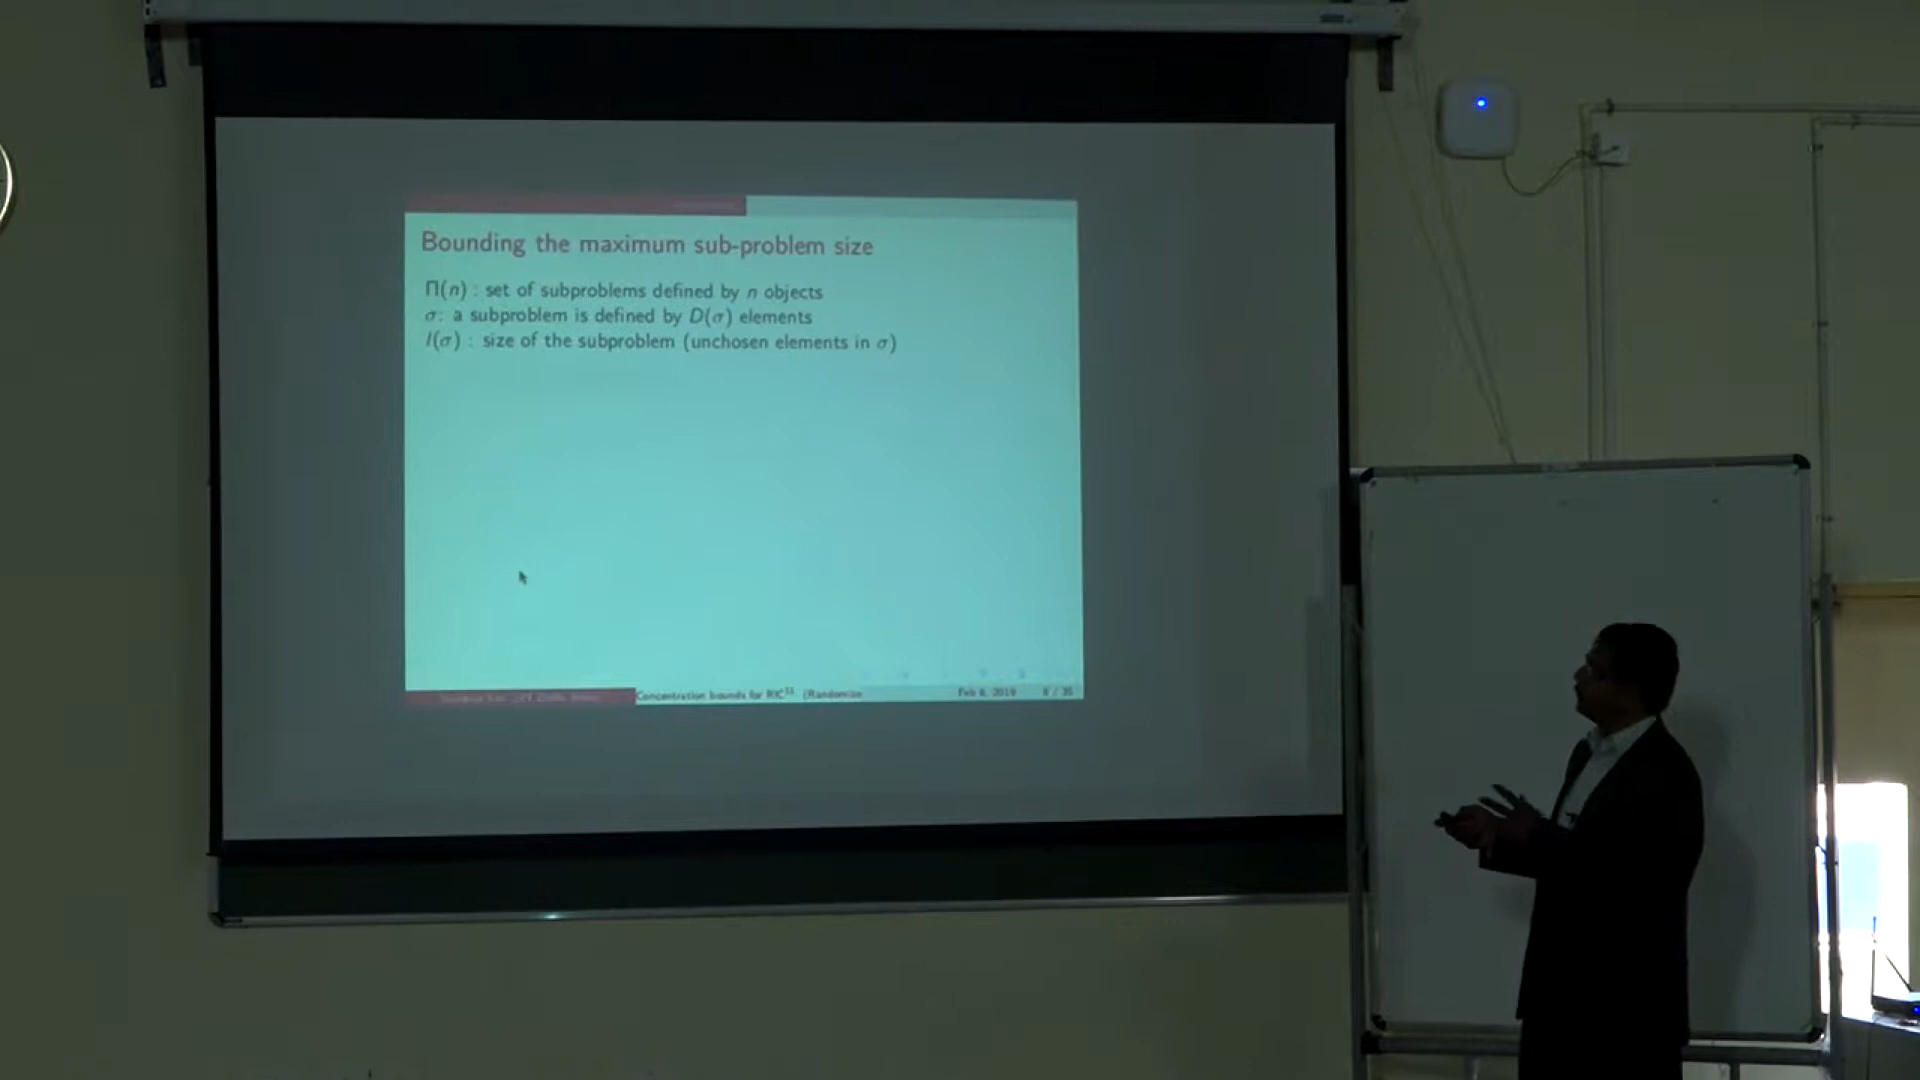 Bounding the maximum sub-problem size
Π(n) : set of subproblems defined by n objects
σ: a subproblem is defined by D(σ) elements
l(σ) : size of the subproblem (unchosen elements in σ)
Concentration bounds for RIC (Randomize
Feb 6, 2019